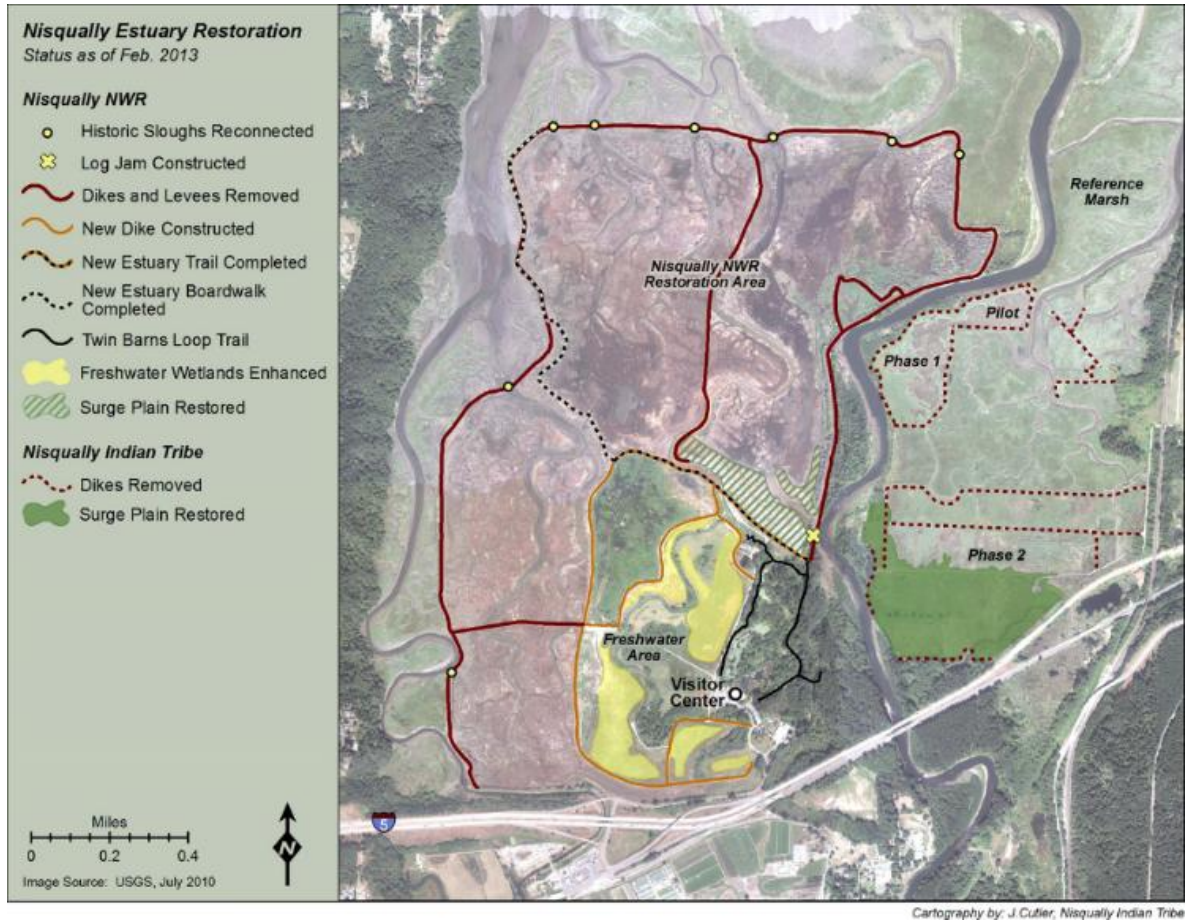 Nisqually Estuary Restoration
Status as of Feb. 2013
Nisqually NWR
Historic Sloughs Reconnected
Log Jam Constructed
Dikes and Levees Removed
New Dike Constructed
New Estuary Trail Completed
New Estuary Boardwalk
Completed
Twin Barns Loop Trail
Freshwater Wetlands Enhanced
Surge Plain Restored
Nisqually Indian Tribe
Dikes Removed
Surge Plain Restored
Miles
0 0.2 0.4
N
Image Source: USGS, July 2010
Reference
Marsh
Nisqually NWR
Restoration Area
Pilot
Phase 1
Phase 2
Freshwater
Area
Visitor
Center
5
Cartography by: J.Cutler, Nisqually Indian Tribe